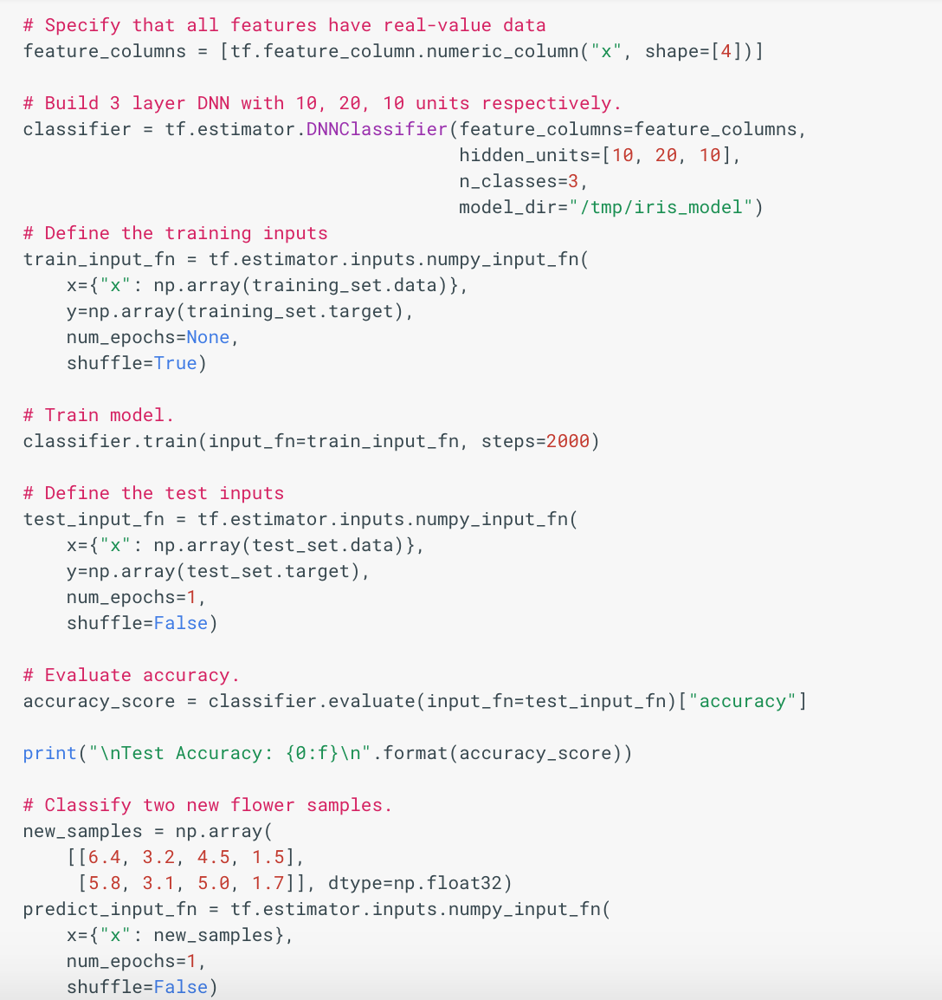 # Specify that all features have real-value data
feature_columns = [tf.feature_column.numeric_column("x", shape=[4])]

# Build 3 layer DNN with 10, 20, 10 units respectively.
classifier = tf.estimator.DNNClassifier(feature_columns=feature_columns,
                                        hidden_units=[10, 20, 10],
                                        n_classes=3,
                                        model_dir="/tmp/iris_model")
# Define the training inputs
train_input_fn = tf.estimator.inputs.numpy_input_fn(
    x={"x": np.array(training_set.data)},
    y=np.array(training_set.target),
    num_epochs=None,
    shuffle=True)

# Train model.
classifier.train(input_fn=train_input_fn, steps=2000)

# Define the test inputs
test_input_fn = tf.estimator.inputs.numpy_input_fn(
    x={"x": np.array(test_set.data)},
    y=np.array(test_set.target),
    num_epochs=1,
    shuffle=False)

# Evaluate accuracy.
accuracy_score = classifier.evaluate(input_fn=test_input_fn)["accuracy"]

print("\nTest Accuracy: {0:f}\n".format(accuracy_score))

# Classify two new flower samples.
new_samples = np.array(
    [[6.4, 3.2, 4.5, 1.5],
     [5.8, 3.1, 5.0, 1.7]], dtype=np.float32)
predict_input_fn = tf.estimator.inputs.numpy_input_fn(
    x={"x": new_samples},
    num_epochs=1,
    shuffle=False)